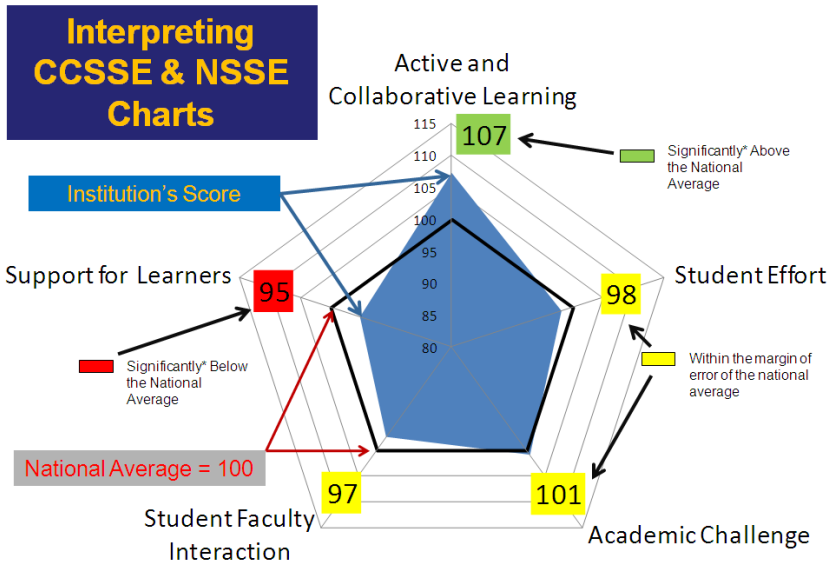 Interpreting
CCSSE & NSSE
Charts
Active and
Collaborative Learning
115
107
110
105
100
95
90
85
80
Significantly* Above
the National
Average
Institution's Score
Support for Learners
95
Student Effort
98
Significantly* Below
the National
Average
Within the margin of
error of the national
average
National Average = 100
97
101
Student Faculty
Interaction
Academic Challenge